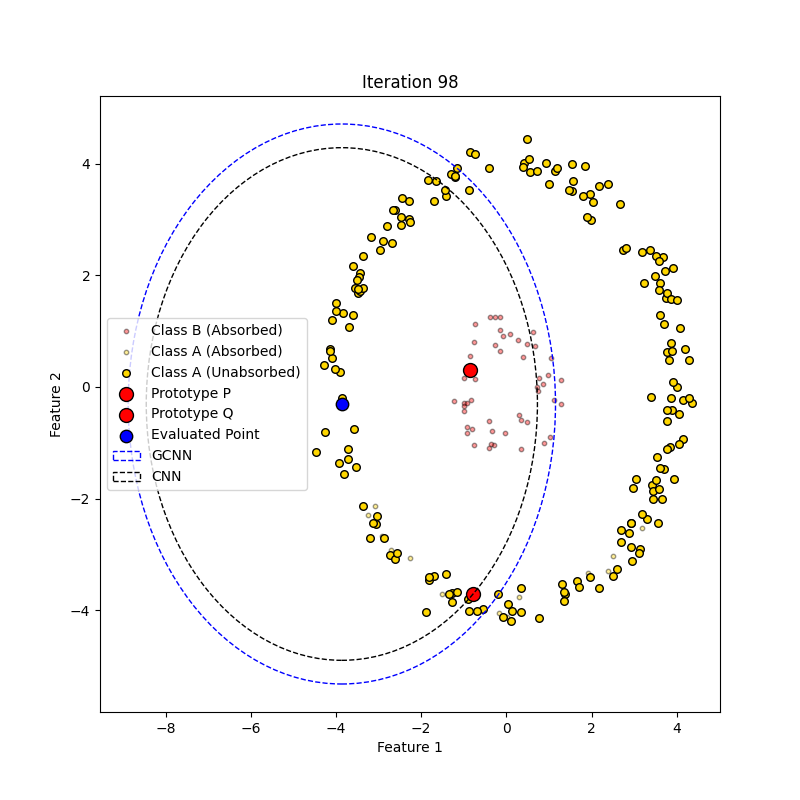 Iteration 98
Feature 2
4
2
0
−2
−4
Class B (Absorbed)
Class A (Absorbed)
Class A (Unabsorbed)
Prototype P
Prototype Q
Evaluated Point
GCNN
CNN
−8 −6 −4 −2 0 2 4
Feature 1